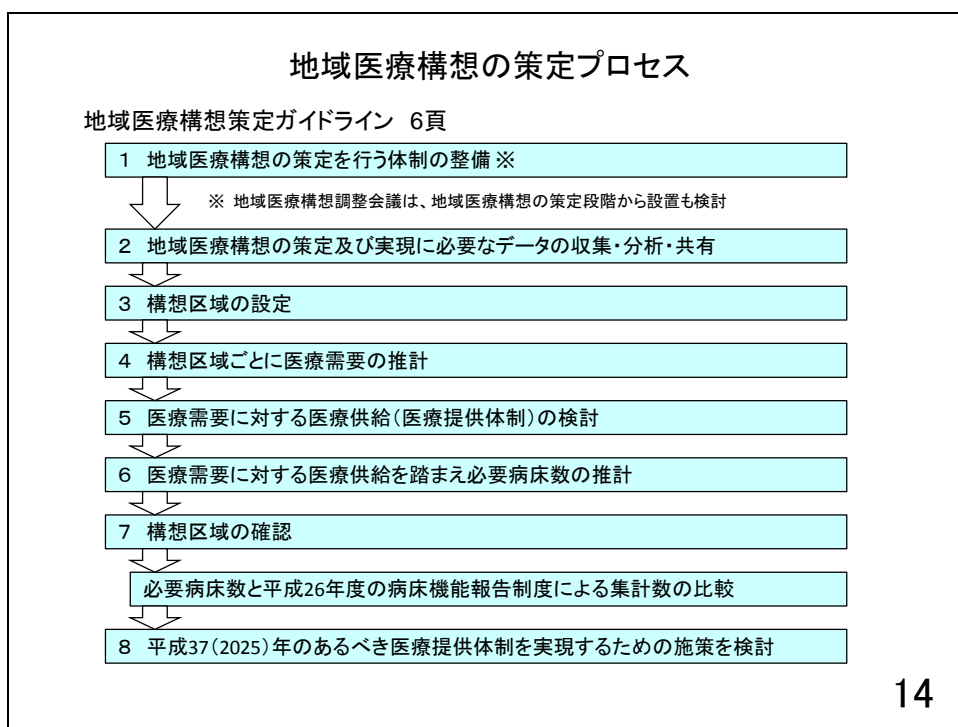 地域医療構想の策定プロセス
地域医療構想策定ガイドライン 6頁
1 地域医療構想の策定を行う体制の整備※
※ 地域医療構想調整会議は、地域医療構想の策定段階から設置も検討
2 地域医療構想の策定及び実現に必要なデータの収集・分析・共有
3 構想区域の設定
4 構想区域ごとに医療需要の推計
5 医療需要に対する医療供給(医療提供体制)の検討
6 医療需要に対する医療供給を踏まえ必要病床数の推計
7 構想区域の確認
必要病床数と平成26年度の病床機能報告制度による集計数の比較
8 平成37(2025)年のあるべき医療提供体制を実現するための施策を検討
14